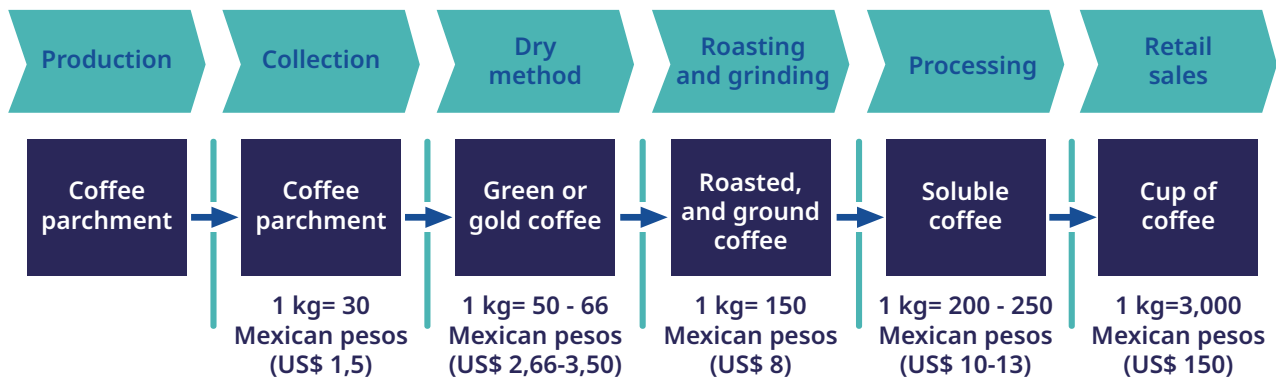 Production
Collection
Dry
method
Roasting
and grinding
Processing
Retail
sales
Coffee
parchment
Coffee
parchment
Green or
gold coffee
Roasted,
and ground
coffee
Soluble
coffee
Cup of
coffee
1 kg= 30
Mexican pesos
(US$ 1,5)
1 kg= 50 - 66
Mexican pesos
(US$ 2,66-3,50)
1 kg= 150
Mexican pesos
(US$ 8)
1 kg= 200 - 250
Mexican pesos
(US$ 10-13)
1 kg=3,000
Mexican pesos
(US$ 150)